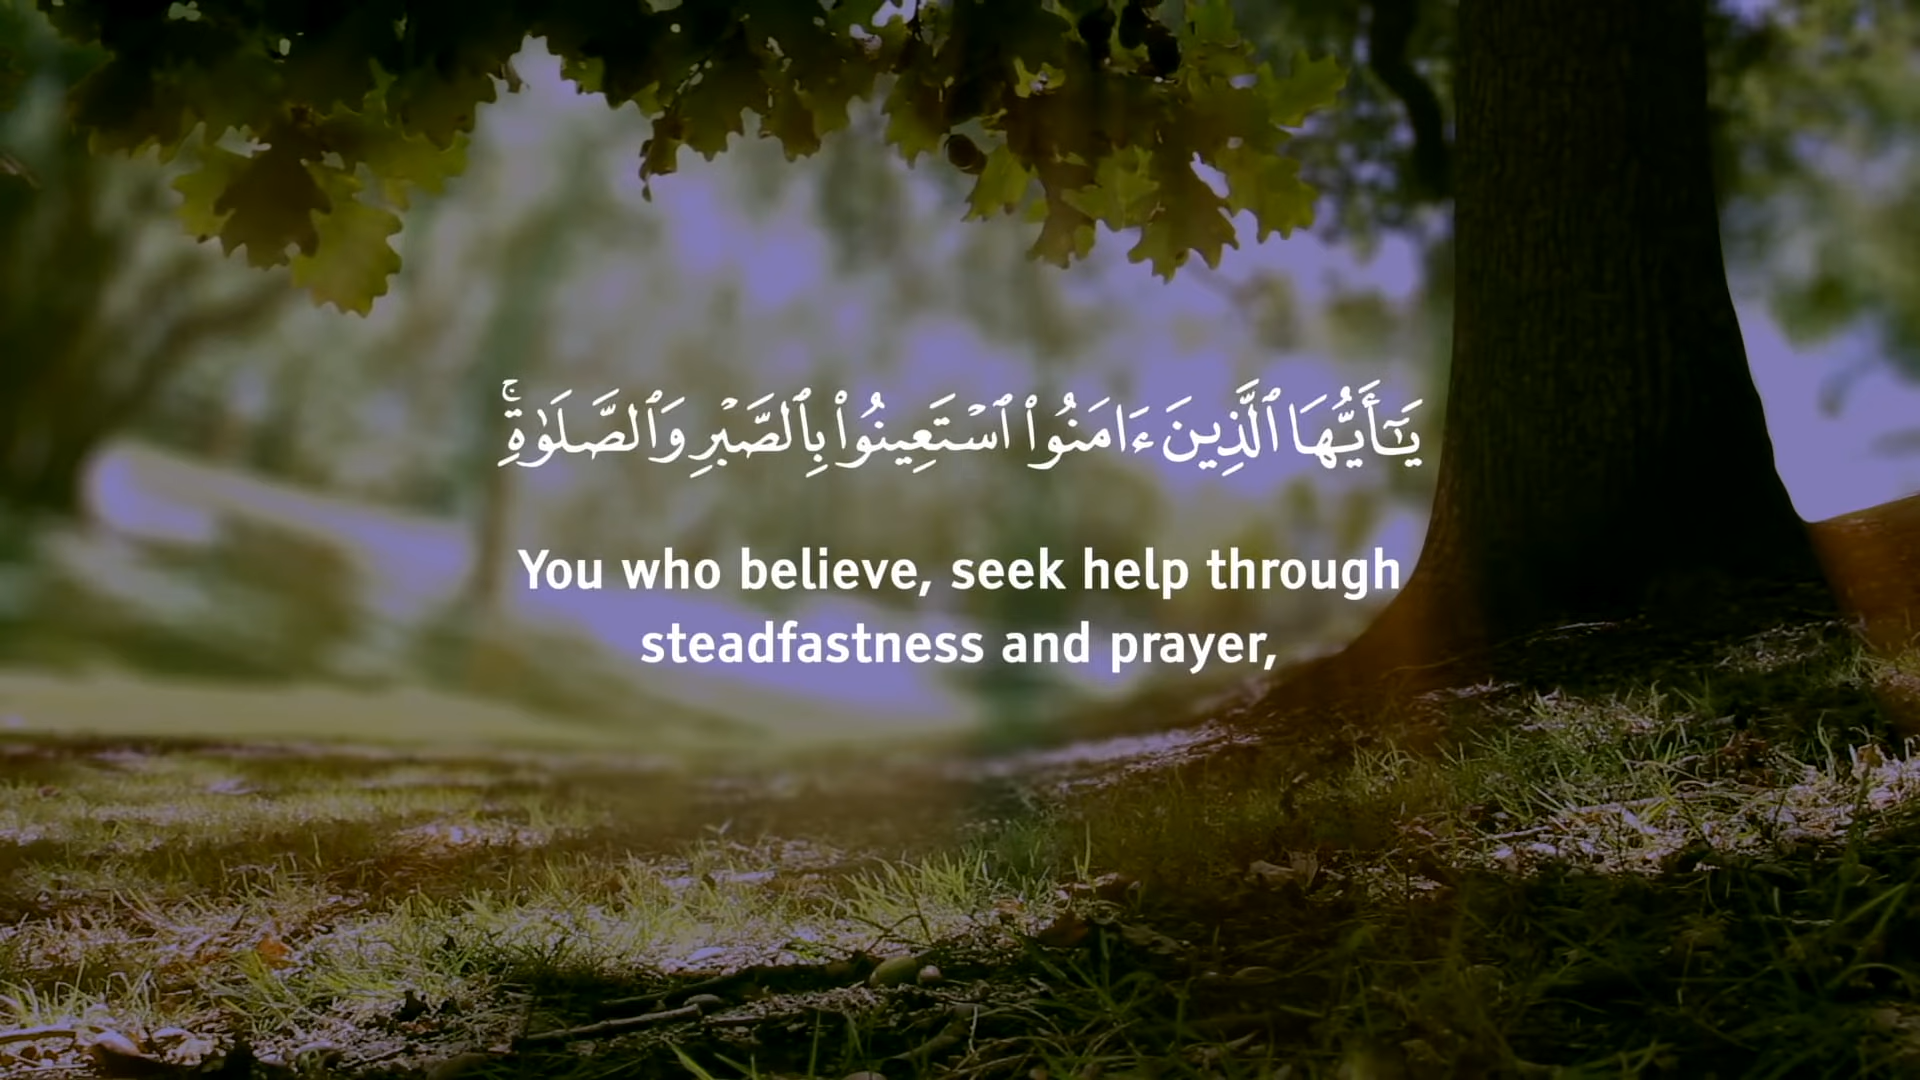 يَـٰٓأَيُّهَا ٱلَّذِينَ ءَامَنُوا۟ ٱسْتَعِينُوا۟ بِٱلصَّبْرِ وَٱلصَّلَوٰةِ ۚ
You who believe, seek help through
steadfastness and prayer,